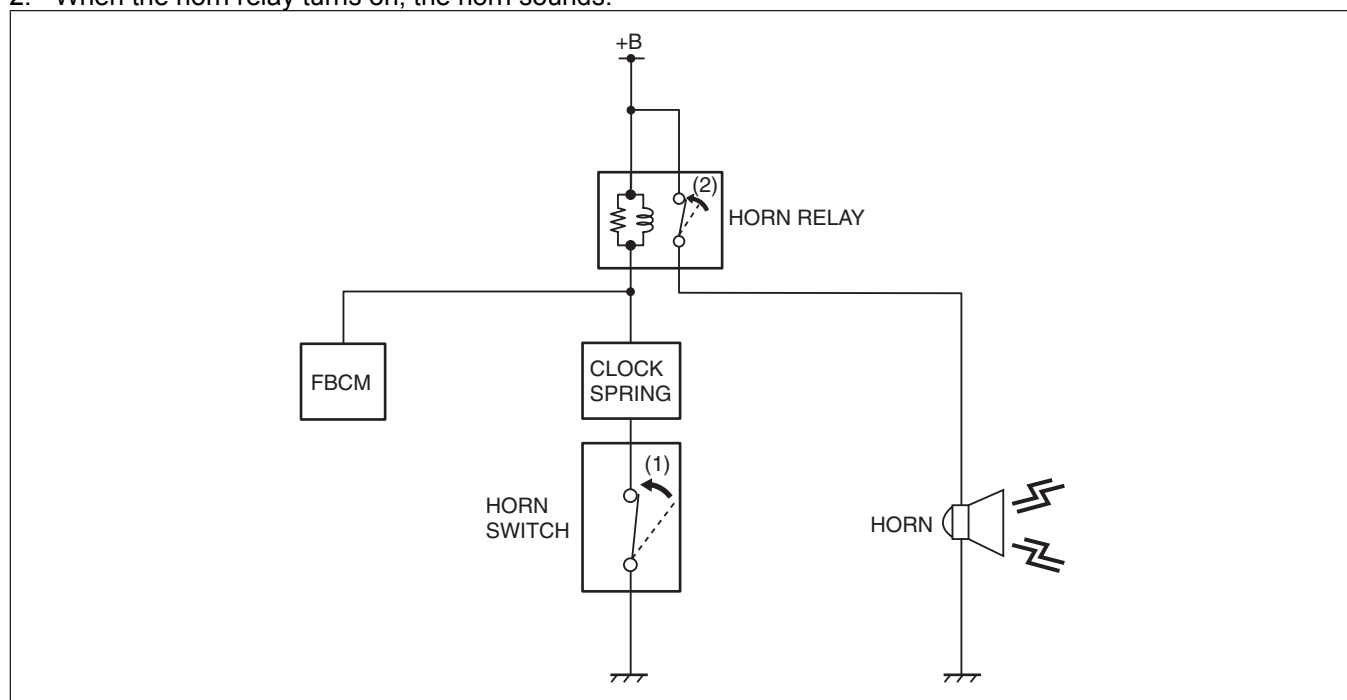 2. When the horn relay turns on, the horn sounds.
+B
(2)
HORN RELAY
FBCM
CLOCK
SPRING
(1)
HORN
SWITCH
HORN